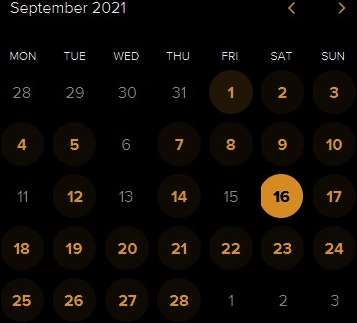 September 2021
MON TUE WED THU FRI SAT SUN
28 29 30 31 1 2 3
4 5 6 7 8 9 10
11 12 13 14 15 16 17
18 19 20 21 22 23 24
25 26 27 28 1 2 3